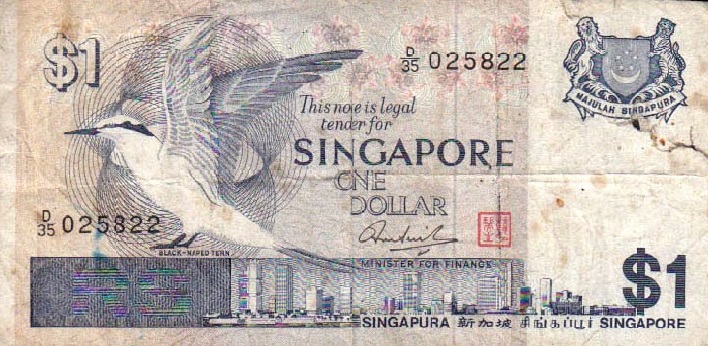 $1
D/35 025822
MAJULAH SINGAPURA
This note is legal
tender for
SINGAPORE
ONE
DOLLAR
D/35 025822
BLACK-NAPED TERN
MINISTER FOR FINANCE
$1
SINGAPURA 新加坡 சிங்கப்பூர் SINGAPORE